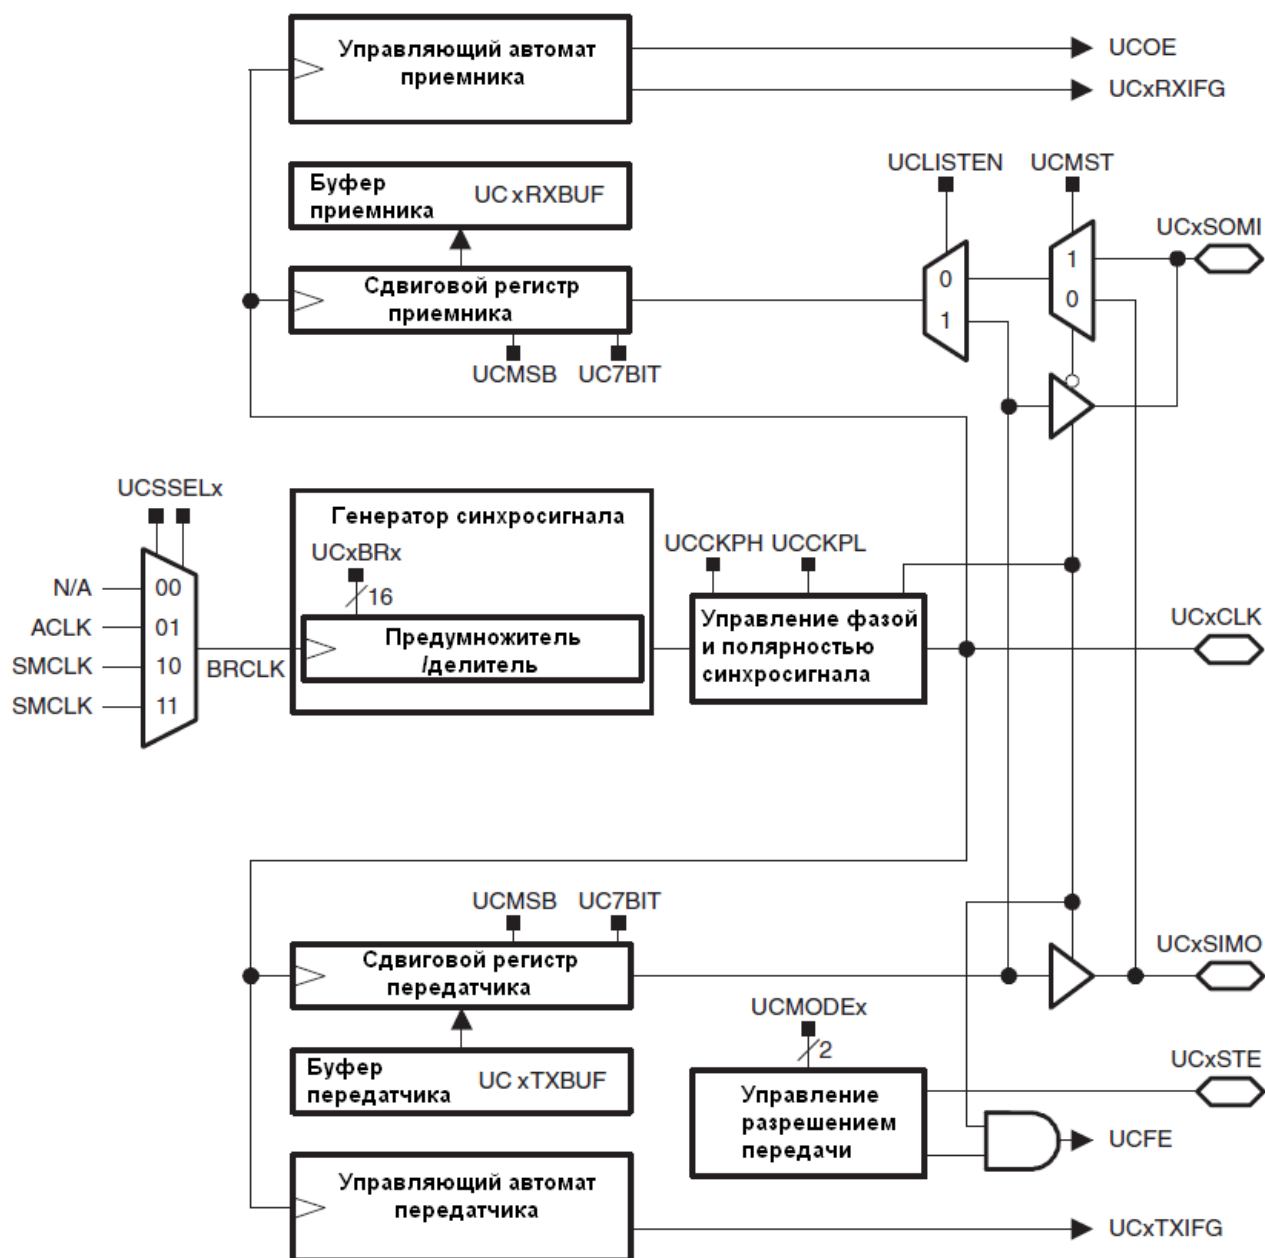 Управляющий автомат
приемника
UCOE
UCxRXIFG
Буфер
приемника
UCxRXBUF
UCLISTEN
UCMST
UCxSOMI
Сдвиговой регистр
приемника
0
1
1
0
UCMSB
UC7BIT
UCSSELx
Генератор синхросигнала
UCxBRx
16
UCCKPH
UCCKPL
N/A
00
ACLK
01
SMCLK
10
SMCLK
11
BRCLK
Предумножитель
/делитель
Управление фазой
и полярностью
синхросигнала
UCxCLK
UCMSB
UC7BIT
Сдвиговой регистр
передатчика
UCxSIMO
UCMODEx
2
Буфер
передатчика
UCxTXBUF
UCxSTE
Управление
разрешением
передачи
UCFE
Управляющий автомат
передатчика
UCxTXIFG